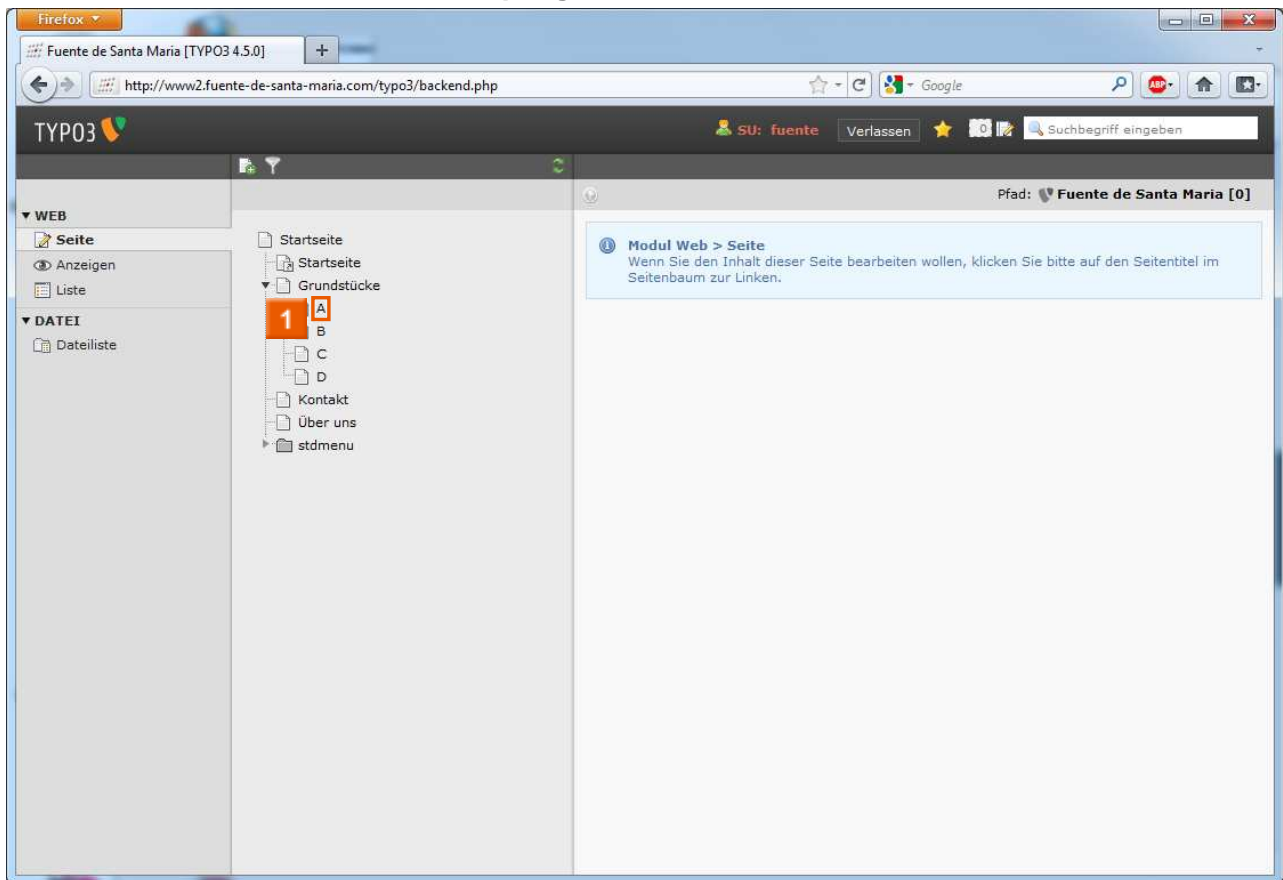 Firefox
Fuente de Santa Maria [TYPO3 4.5.0]
http://www2.fuente-de-santa-maria.com/typo3/backend.php
Google
ABP
TYPO3
SU: fuente
Verlassen
0
Suchbegriff eingeben
Pfad: Fuente de Santa Maria [0]
WEB
Seite
Anzeigen
Liste
DATEI
Dateiliste
Startseite
Startseite
Grundstücke
1
A
B
C
D
Kontakt
Über uns
stdmenu
Modul Web > Seite
Wenn Sie den Inhalt dieser Seite bearbeiten wollen, klicken Sie bitte auf den Seitentitel im
Seitenbaum zur Linken.